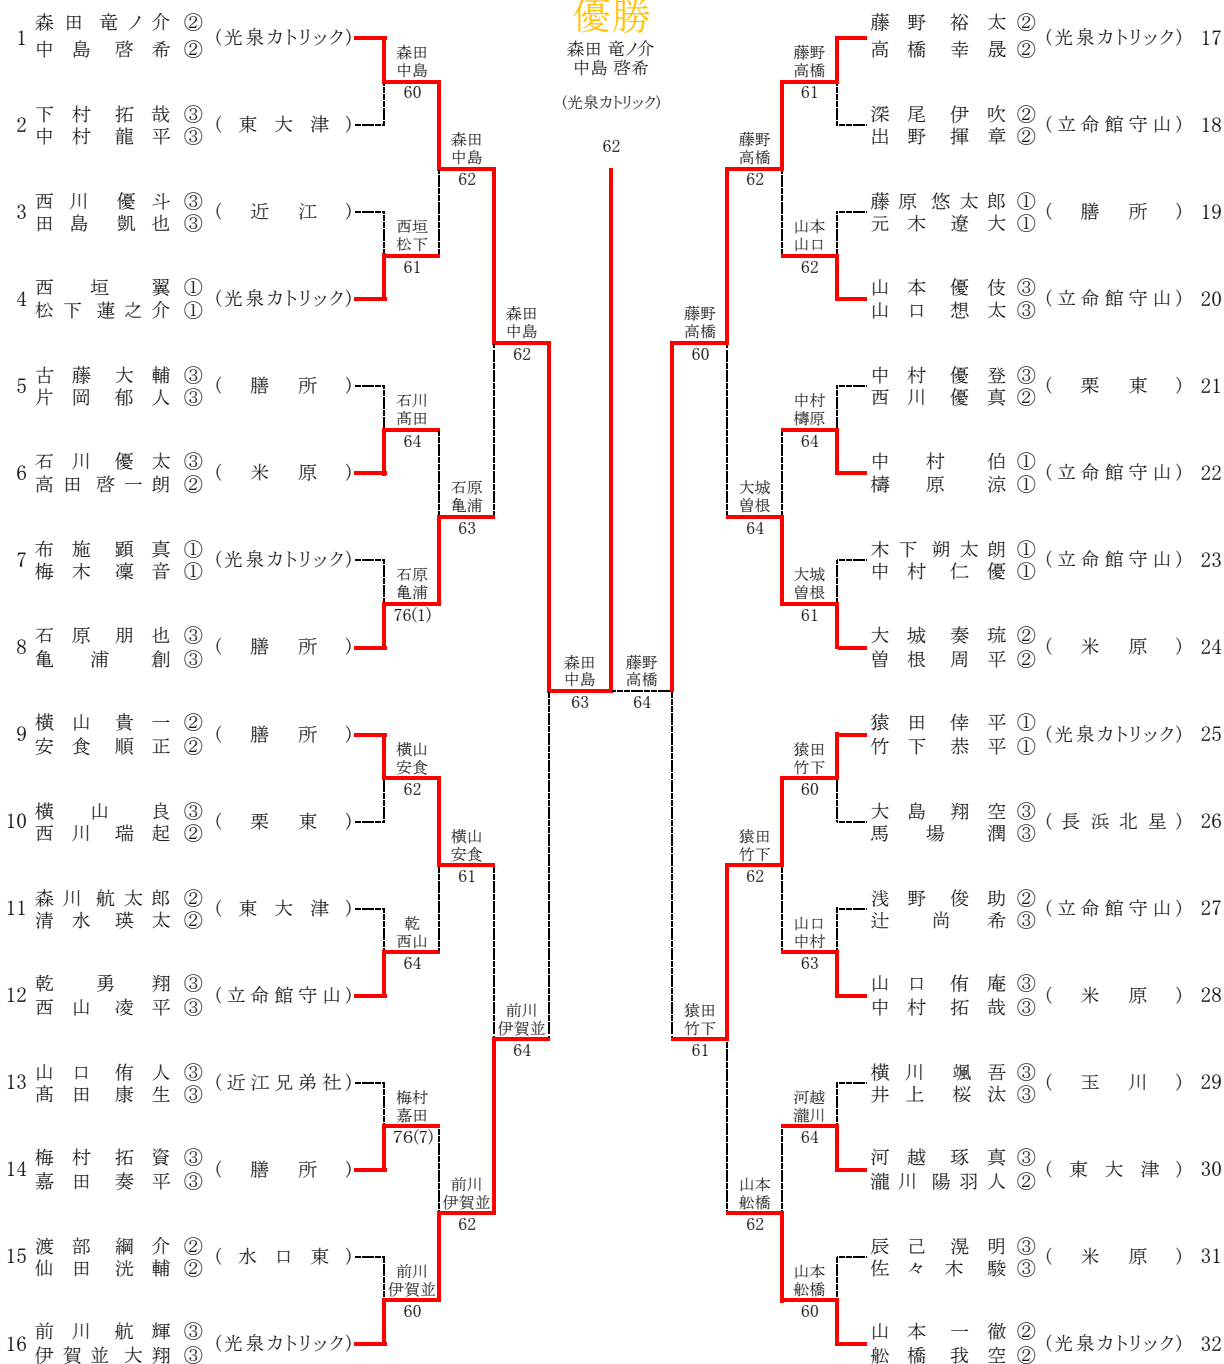 優勝
森田 竜ノ介
中島 啓希
(光泉カトリック)
62
1 森田竜ノ介② 中島啓希② (光泉カトリック)
2 下村拓哉③ 中村龍平③ (東大津)
3 西川優斗③ 田島凱也③ (近江)
4 西垣翼① 松下蓮之介① (光泉カトリック)
5 古藤大輔③ 片岡郁人③ (膳所)
6 石川優太③ 高田啓一朗② (米原)
7 布施顕真① 梅木凜音① (光泉カトリック)
8 石原朋也③ 亀浦創③ (膳所)
9 横山貴一② 安食順正② (膳所)
10 横山良③ 西川瑞起② (栗東)
11 森川航太郎② 清水瑛太② (東大津)
12 乾勇翔③ 西山凌平③ (立命館守山)
13 山口侑人③ 髙田康生③ (近江兄弟社)
14 梅村拓資③ 嘉田奏平③ (膳所)
15 渡部綱介② 仙田洸輔② (水口東)
16 前川航輝③ 伊賀並大翔③ (光泉カトリック)
森田
中島
60
西垣
松下
61
石川
髙田
64
石原
亀浦
76(1)
横山
安食
62
乾
西山
64
梅村
嘉田
76(7)
前川
伊賀並
60
森田
中島
62
石原
亀浦
63
横山
安食
61
前川
伊賀並
62
森田
中島
62
前川
伊賀並
64
森田
中島
63
藤野
高橋
64
藤野
高橋
60
猿田
竹下
61
藤野
高橋
62
大城
曽根
64
猿田
竹下
62
山本
舩橋
62
藤野
高橋
61
山本
山口
62
中村
檮原
64
大城
曽根
61
猿田
竹下
60
山口
中村
63
河越
瀧川
64
山本
舩橋
60
藤野裕太② 高橋幸晟② (光泉カトリック) 17
深尾伊吹② 出野揮章② (立命館守山) 18
藤原悠太郎① 元木遼大① (膳所) 19
山本優伎③ 山口想太③ (立命館守山) 20
中村優登③ 西川優真② (栗東) 21
中村伯① 檮原涼① (立命館守山) 22
木下朔太朗① 中村仁優① (立命館守山) 23
大城奏琉② 曽根周平② (米原) 24
猿田倖平① 竹下恭平① (光泉カトリック) 25
大島翔空③ 馬場潤③ (長浜北星) 26
浅野俊助② 辻尚希③ (立命館守山) 27
山口侑庵③ 中村拓哉③ (米原) 28
横川颯吾③ 井上桜汰③ (玉川) 29
河越琢真③ 瀧川陽羽人② (東大津) 30
辰己滉明③ 佐々木駿③ (米原) 31
山本一徹② 舩橋我空② (光泉カトリック) 32